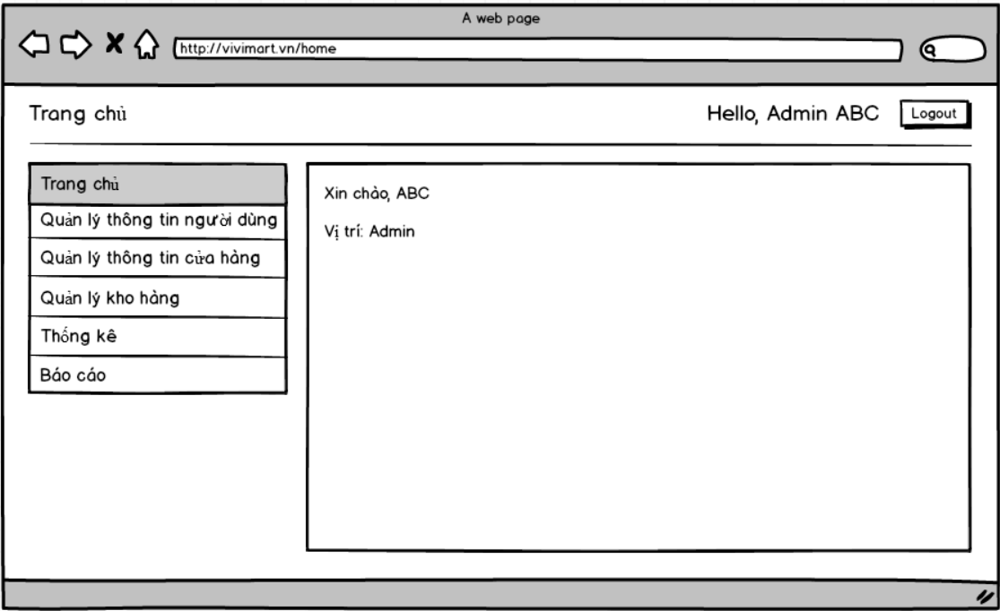 A web page
http://vivimart.vn/home
Trang chủ
Hello, Admin ABC
Logout
Trang chủ
Quản lý thông tin người dùng
Quản lý thông tin cửa hàng
Quản lý kho hàng
Thống kê
Báo cáo
Xin chào, ABC
Vị trí: Admin